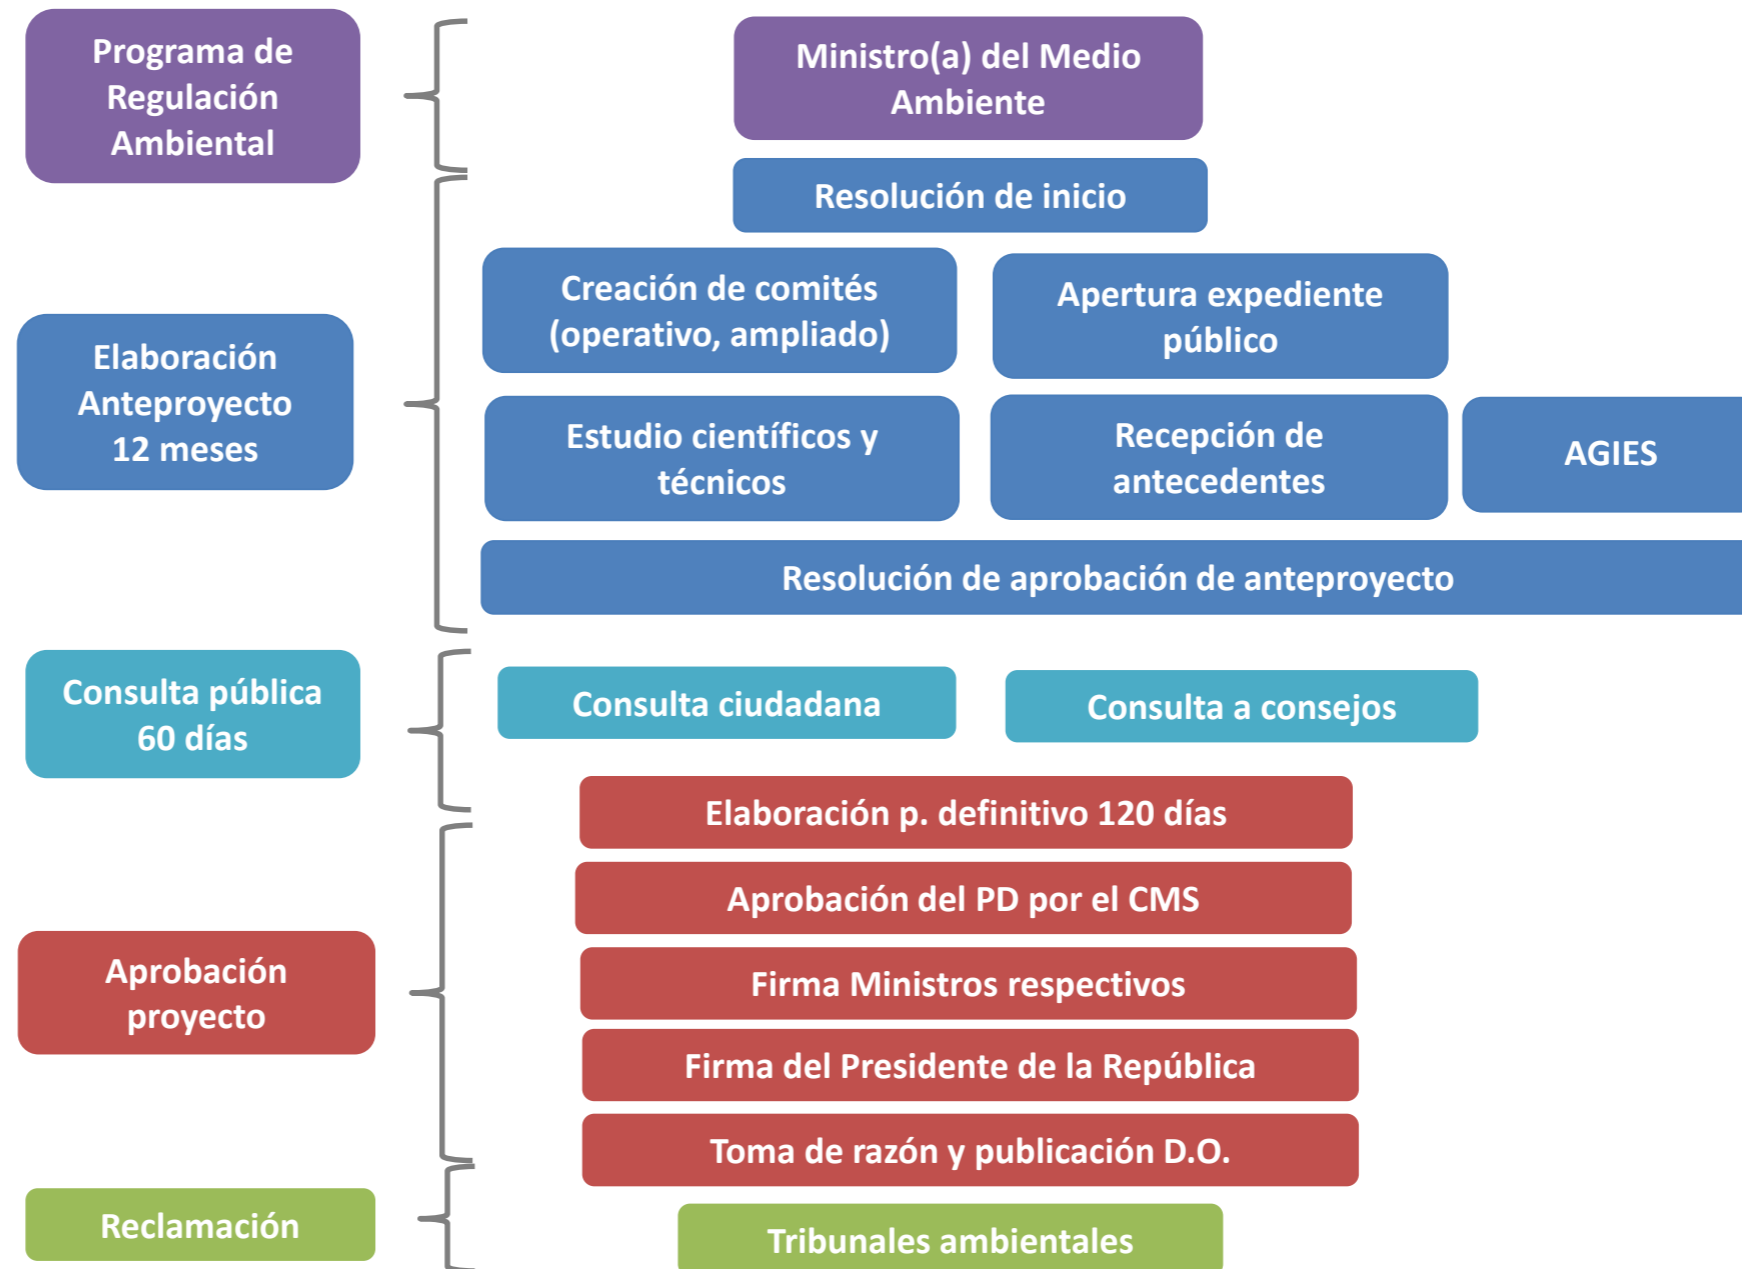 Programa de
Regulación
Ambiental
Ministro(a) del Medio
Ambiente
Resolución de inicio
Elaboración
Anteproyecto
12 meses
Creación de comités
(operativo, ampliado)
Apertura expediente
público
Estudio científicos y
técnicos
Recepción de
antecedentes
AGIES
Resolución de aprobación de anteproyecto
Consulta pública
60 días
Consulta ciudadana
Consulta a consejos
Aprobación
proyecto
Elaboración p. definitivo 120 días
Aprobación del PD por el CMS
Firma Ministros respectivos
Firma del Presidente de la República
Toma de razón y publicación D.O.
Reclamación
Tribunales ambientales